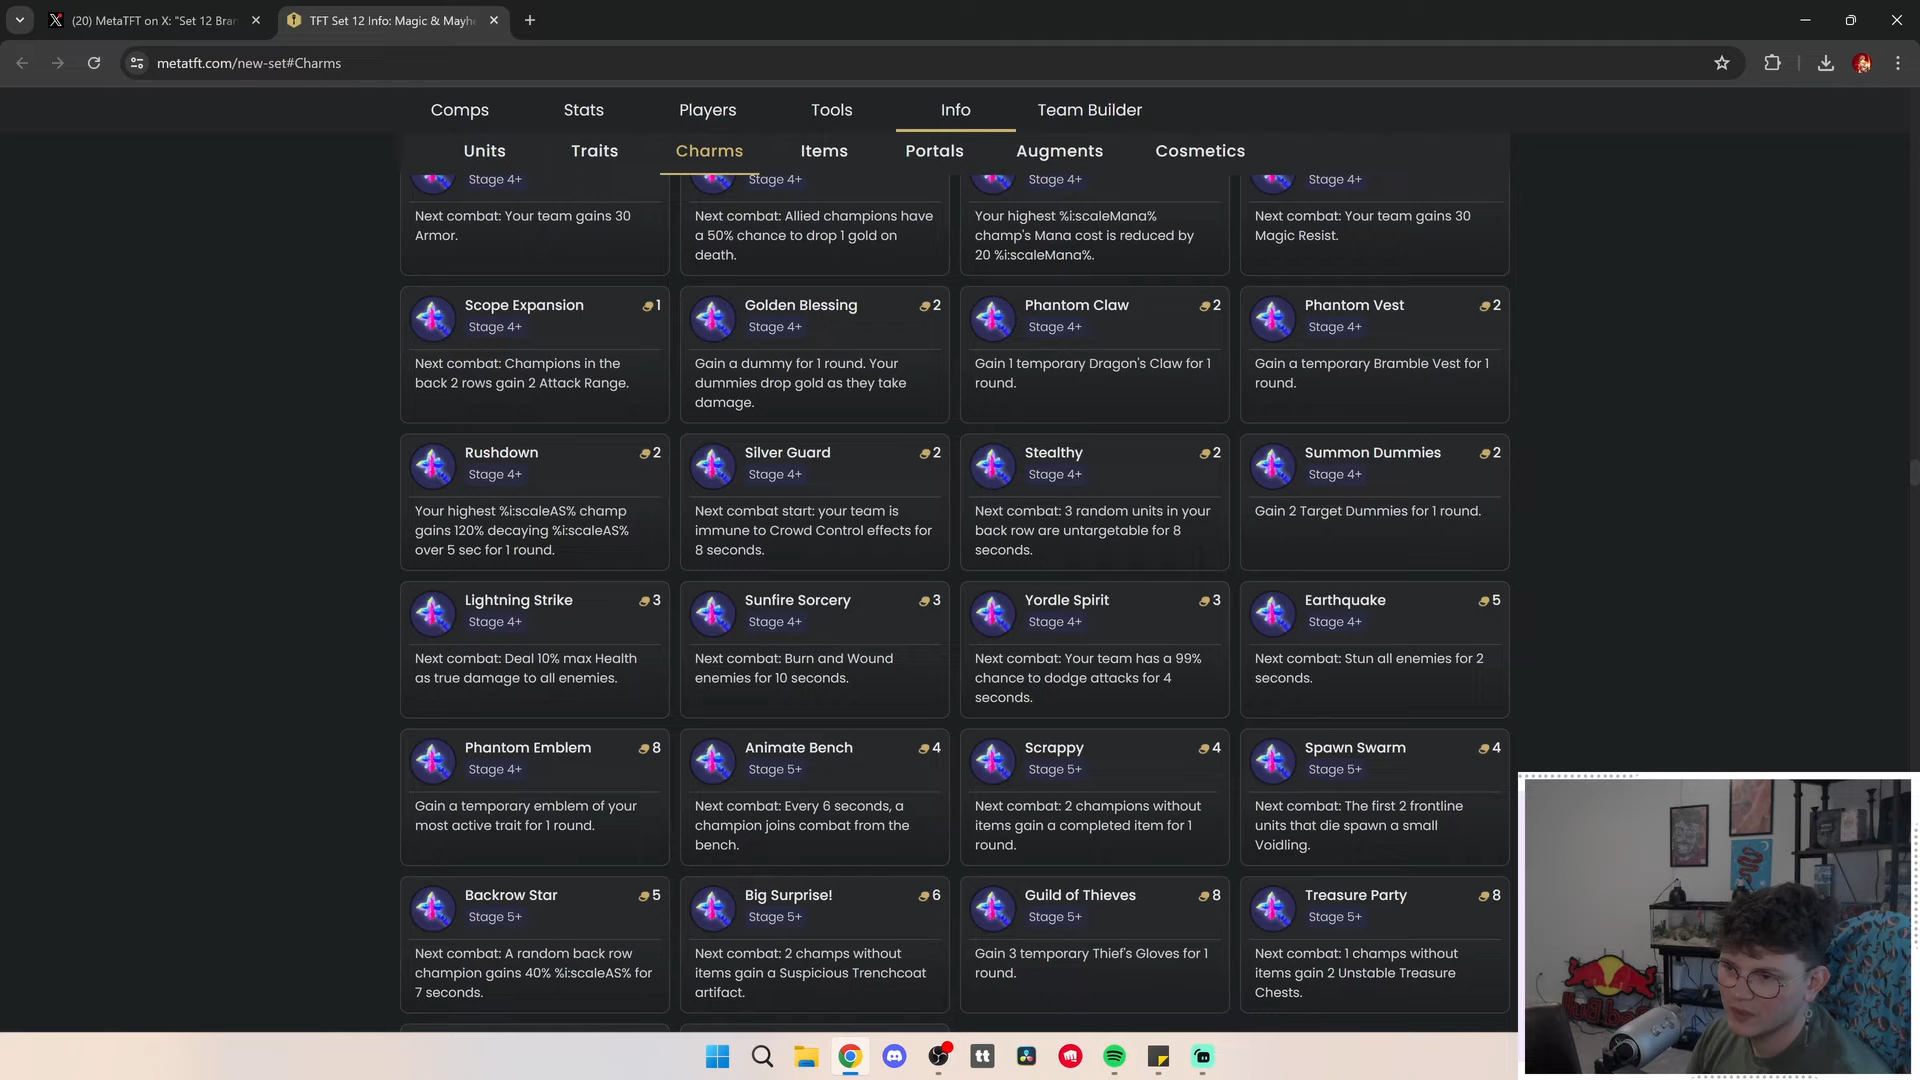 (20) MetaTFT on X: "Set 12 Bran
TFT Set 12 Info: Magic & Mayhe
metatft.com/new-set#Charms
Comps
Stats
Players
Tools
Info
Team Builder
Units
Traits
Charms
Items
Portals
Augments
Cosmetics
Stage 4+
Next combat: Your team gains 30
Armor.
Stage 4+
Next combat: Allied champions have
a 50% chance to drop 1 gold on
death.
Stage 4+
Your highest %i:scaleMana%
champ's Mana cost is reduced by
20 %i:scaleMana%.
Stage 4+
Next combat: Your team gains 30
Magic Resist.
Scope Expansion
1
Stage 4+
Next combat: Champions in the
back 2 rows gain 2 Attack Range.
Golden Blessing
2
Stage 4+
Gain a dummy for 1 round. Your
dummies drop gold as they take
damage.
Phantom Claw
2
Stage 4+
Gain 1 temporary Dragon's Claw for 1
round.
Phantom Vest
2
Stage 4+
Gain a temporary Bramble Vest for 1
round.
Rushdown
2
Stage 4+
Your highest %i:scaleAS% champ
gains 120% decaying %i:scaleAS%
over 5 sec for 1 round.
Silver Guard
2
Stage 4+
Next combat start: your team is
immune to Crowd Control effects for
8 seconds.
Stealthy
2
Stage 4+
Next combat: 3 random units in your
back row are untargetable for 8
seconds.
Summon Dummies
2
Stage 4+
Gain 2 Target Dummies for 1 round.
Lightning Strike
3
Stage 4+
Next combat: Deal 10% max Health
as true damage to all enemies.
Sunfire Sorcery
3
Stage 4+
Next combat: Burn and Wound
enemies for 10 seconds.
Yordle Spirit
3
Stage 4+
Next combat: Your team has a 99%
chance to dodge attacks for 4
seconds.
Earthquake
5
Stage 4+
Next combat: Stun all enemies for 2
seconds.
Phantom Emblem
8
Stage 4+
Gain a temporary emblem of your
most active trait for 1 round.
Animate Bench
4
Stage 5+
Next combat: Every 6 seconds, a
champion joins combat from the
bench.
Scrappy
4
Stage 5+
Next combat: 2 champions without
items gain a completed item for 1
round.
Spawn Swarm
4
Stage 5+
Next combat: The first 2 frontline
units that die spawn a small
Voidling.
Backrow Star
5
Stage 5+
Next combat: A random back row
champion gains 40% %i:scaleAS% for
7 seconds.
Big Surprise!
6
Stage 5+
Next combat: 2 champs without
items gain a Suspicious Trenchcoat
artifact.
Guild of Thieves
8
Stage 5+
Gain 3 temporary Thief's Gloves for 1
round.
Treasure Party
8
Stage 5+
Next combat: 1 champs without
items gain 2 Unstable Treasure
Chests.
tt